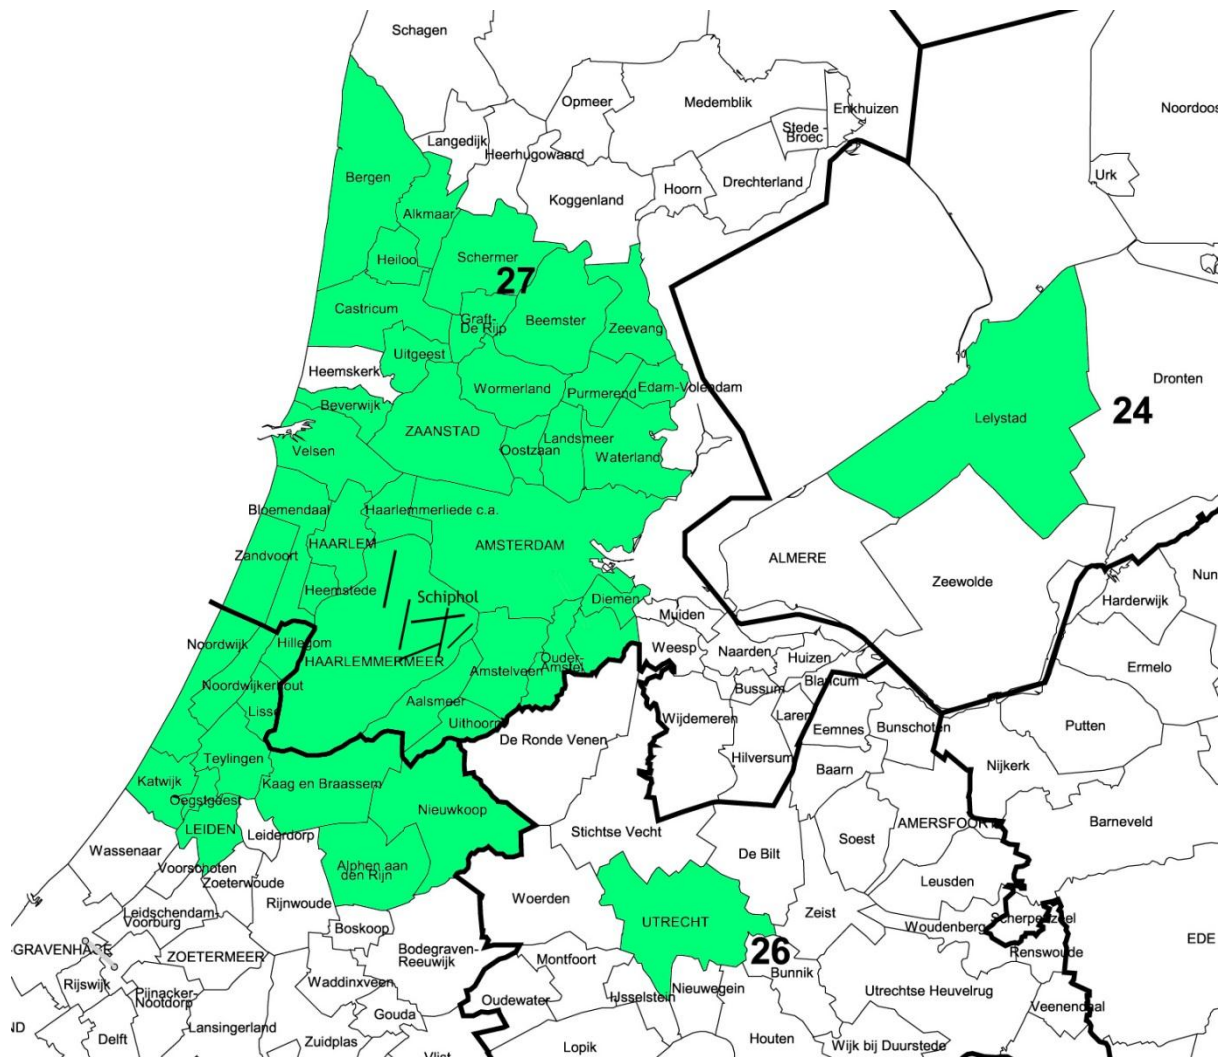 Schagen
Opmeer
Medemblik
Enkhuizen
Noordoos
Stede -
Broec
Langedijk
Heerhugowaard
Urk
Bergen
Drechterland
Hoorn
Koggenland
Alkmaar
Heiloo
Schermer
27
Castricum
Graft-
De Rijp
Beemster
Zeevang
Uitgeest
Heemskerk
Dronten
Wormerland
Purmerend
Edam-Volendam
Beverwijk
24
Lelystad
ZAANSTAD
Landsmeer
Velsen
Oostzaan
Waterland
Bloemendaal
Haarlemmerliede c.a.
HAARLEM
AMSTERDAM
Zandvoort
ALMERE
Zeewolde
Nun
Heemstede
Schiphol
Diemen
Harderwijk
Muiden
Noordwijk
Hillegom
Weesp
Naarden
Huizen
HAARLEMMERMEER
Ouder-
Amstel
Amstelveen
Ermelo
Noordwijkerhout
Bussum
Blaricum
Aalsmeer
Lisse
Laren
Uithoorn
Wijdemeren
Eemnes
Bunschoten
Putten
De Ronde Venen
Teylingen
Hilversum
Baarn
Nijkerk
Katwijk
Kaag en Braassem
Oegstgeest
Nieuwkoop
LEIDEN
Leiderdorp
Stichtse Vecht
Soest
AMERSFOORT
Barneveld
Wassenaar
De Bilt
Voorschoten
Alphen aan
den Rijn
Zoeterwoude
Leusden
Rijnwoude
Woerden
Leidschendam-
Voorburg
Zeist
UTRECHT
Woudenberg
Scherpenzeel
Boskoop
-GRAVENHAGE
ZOETERMEER
Bodegraven-
Reeuwijk
EDE
26
Renswoude
Montfoort
Bunnik
Rijswijk
Pijnacker-
Nootdorp
Waddinxveen
Oudewater
IJsselstein
Nieuwegein
Utrechtse Heuvelrug
Veenendaal
Gouda
ND
Delft
Lansingerland
Zuidplas
Vlist
Lopik
Houten
Wijk bij Duurstede